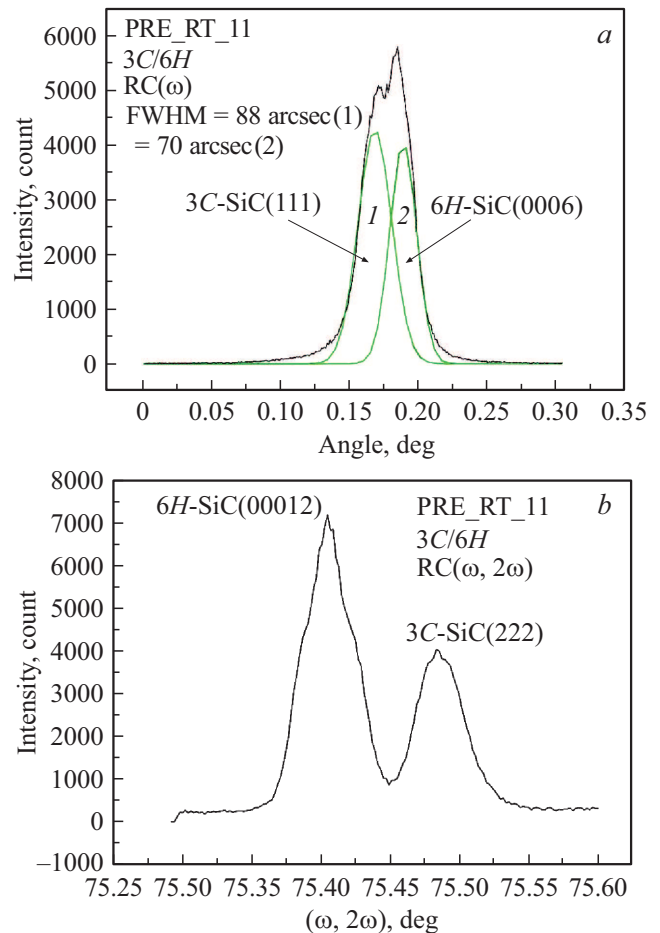 6000
5000
4000
3000
2000
1000
0
Intensity, count
PRE_RT_11
3C/6H
RC(ω)
FWHM = 88 arcsec(1)
= 70 arcsec(2)
a
3C-SiC(111)
1
2
6H-SiC(0006)
0 0.05 0.10 0.15 0.20 0.25 0.30 0.35
Angle, deg
8000
7000
6000
5000
4000
3000
2000
1000
0
–1000
Intensity, count
6H-SiC(00012)
PRE_RT_11
3C/6H
RC(ω, 2ω)
b
3C-SiC(222)
75.25 75.50 75.35 75.40 75.45 75.50 75.55 75.60
(ω, 2ω), deg